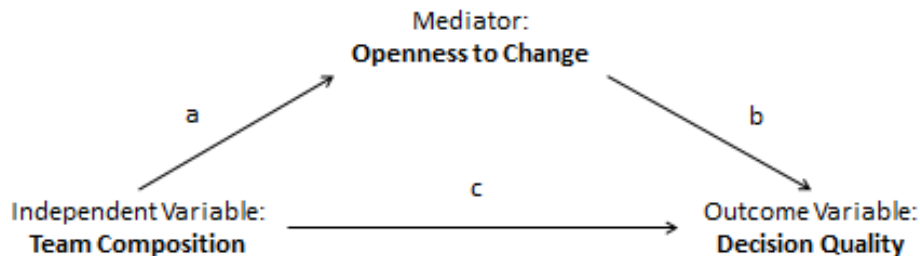 Mediator:
Openness to Change
a
b
c
Independent Variable:
Team Composition
Outcome Variable:
Decision Quality